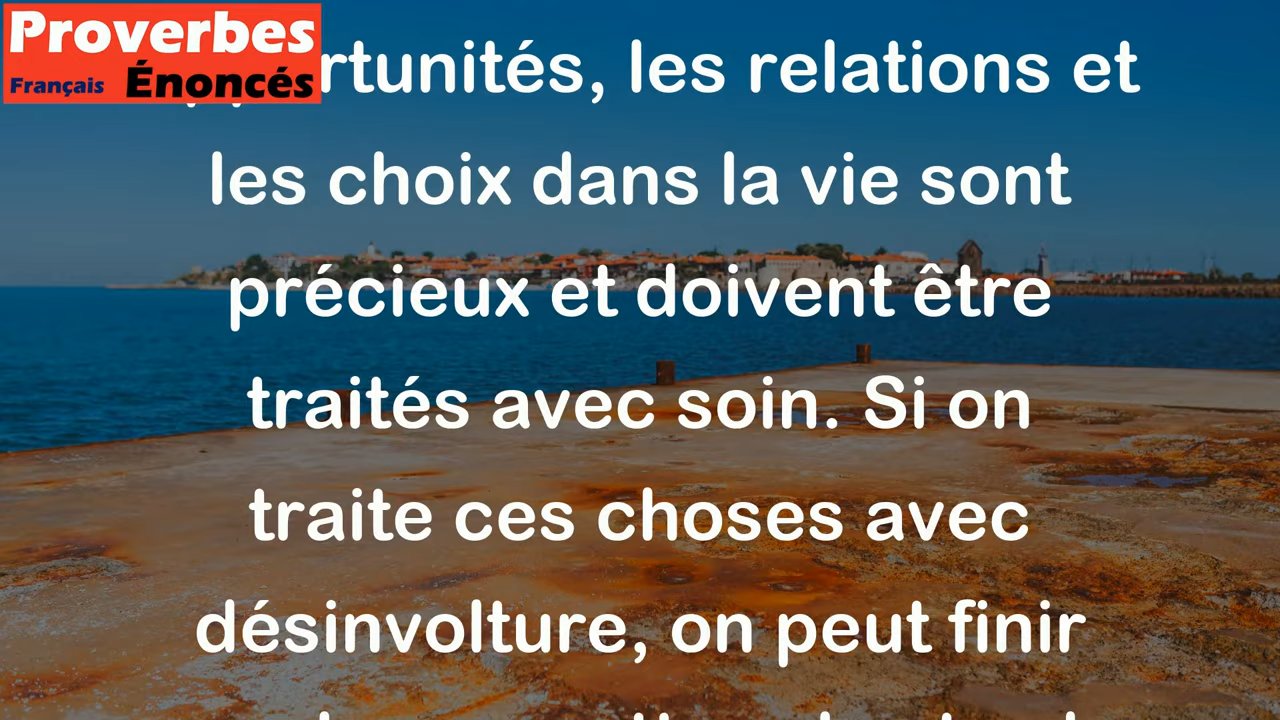 Proverbes
Français Énoncés
les relations et
les choix dans la vie sont
précieux et doivent être
traités avec soin. Si on
traite ces choses avec
désinvolture, on peut finir